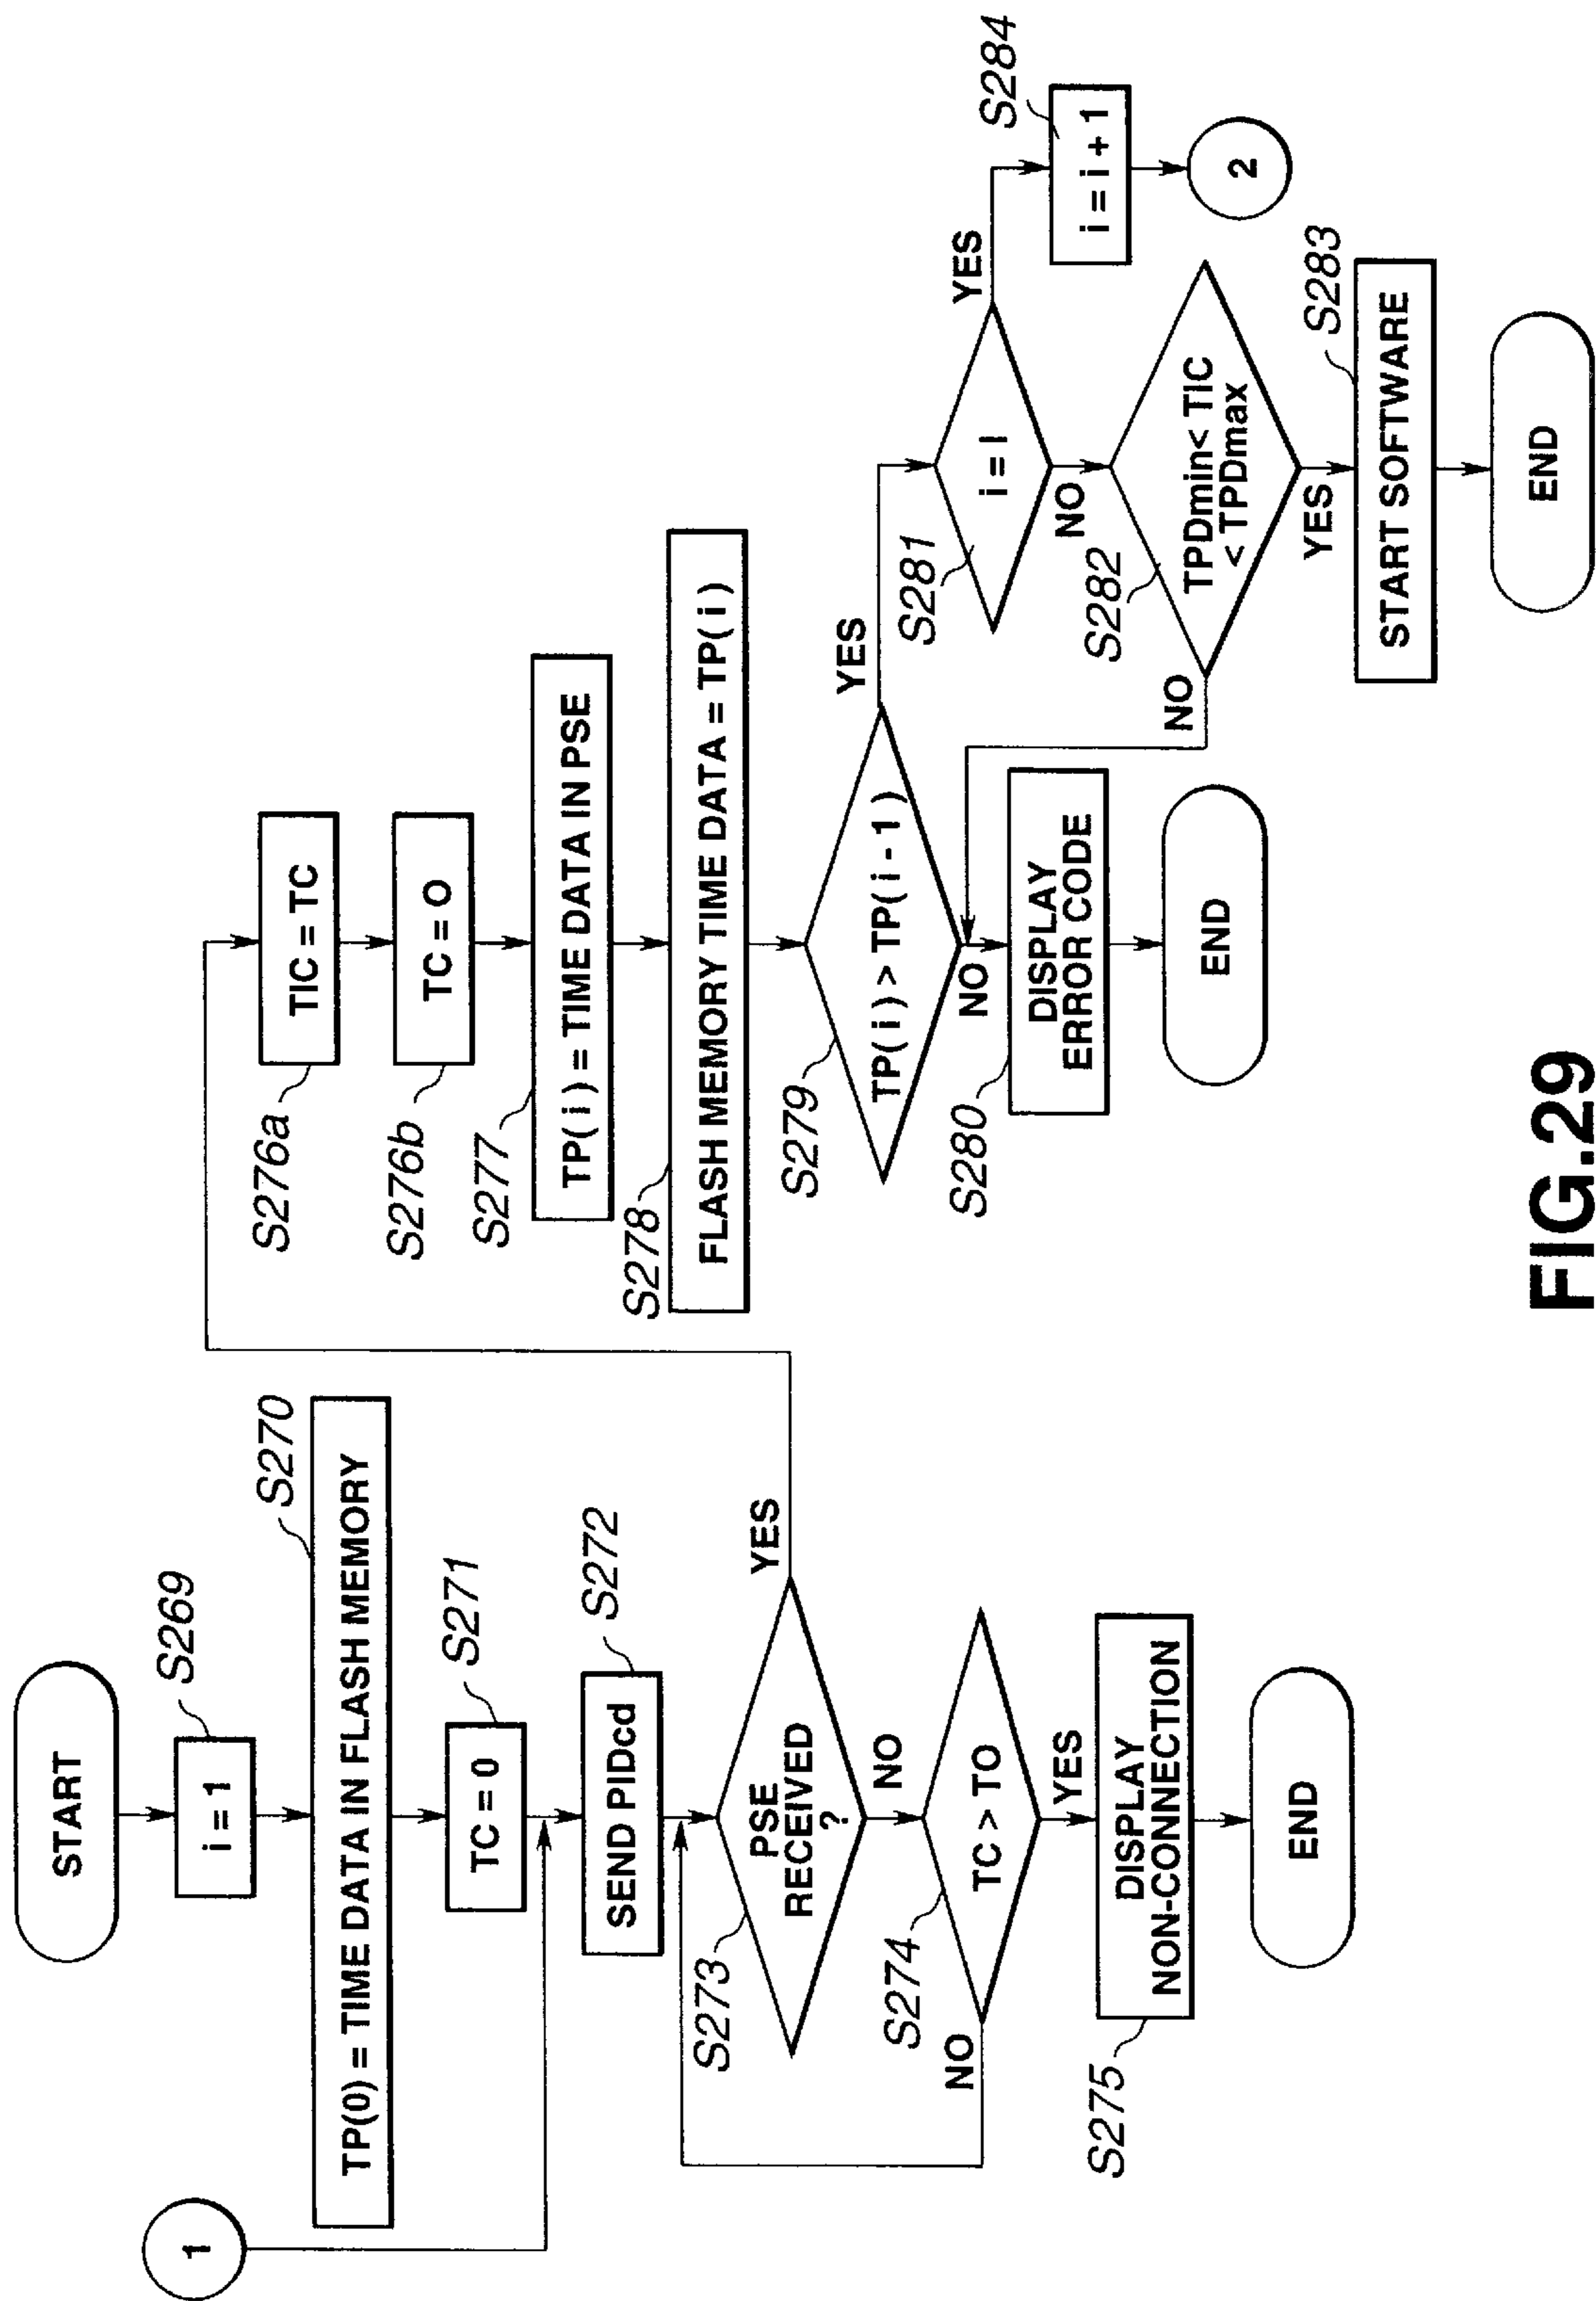 START
S269
i = 1
S270
TP(0) = TIME DATA IN FLASH MEMORY
1
S271
TC = 0
S272
SEND PIDcd
S273
PSE
RECEIVED
?
YES
NO
S274
TC > TO
NO
YES
S275
DISPLAY
NON-CONNECTION
END
S276a
TIC = TC
S276b
TC = O
S277
TP( i ) = TIME DATA IN PSE
S278
FLASH MEMORY TIME DATA = TP( i )
S279
TP( i ) > TP( i - 1 )
YES
NO
S280
DISPLAY
ERROR CODE
END
S281
i = I
YES
NO
S284
i = i + 1
2
S282
TPDmin< TIC
< TPDmax
NO
YES
S283
START SOFTWARE
END
FIG.29